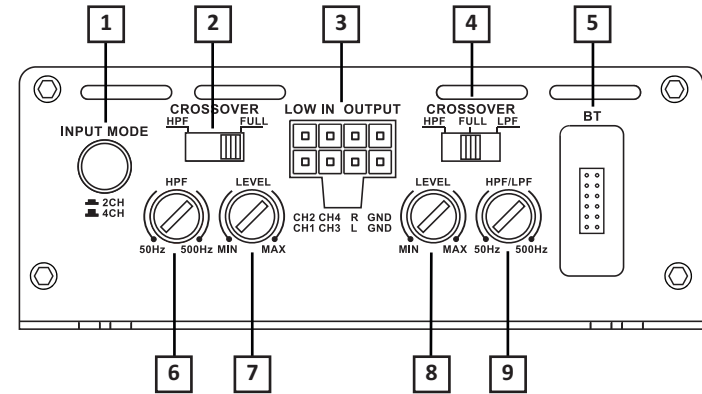 1 2 3 4 5
CROSSOVER LOW IN OUTPUT CROSSOVER
HPF FULL HPF FULL LPF BT
INPUT MODE
2CH
4CH
HPF LEVEL LEVEL HPF/LPF
CH2 CH4 R GND
CH1 CH3 L GND
50Hz 500Hz MIN MAX MIN MAX 50Hz 500Hz
6 7 8 9